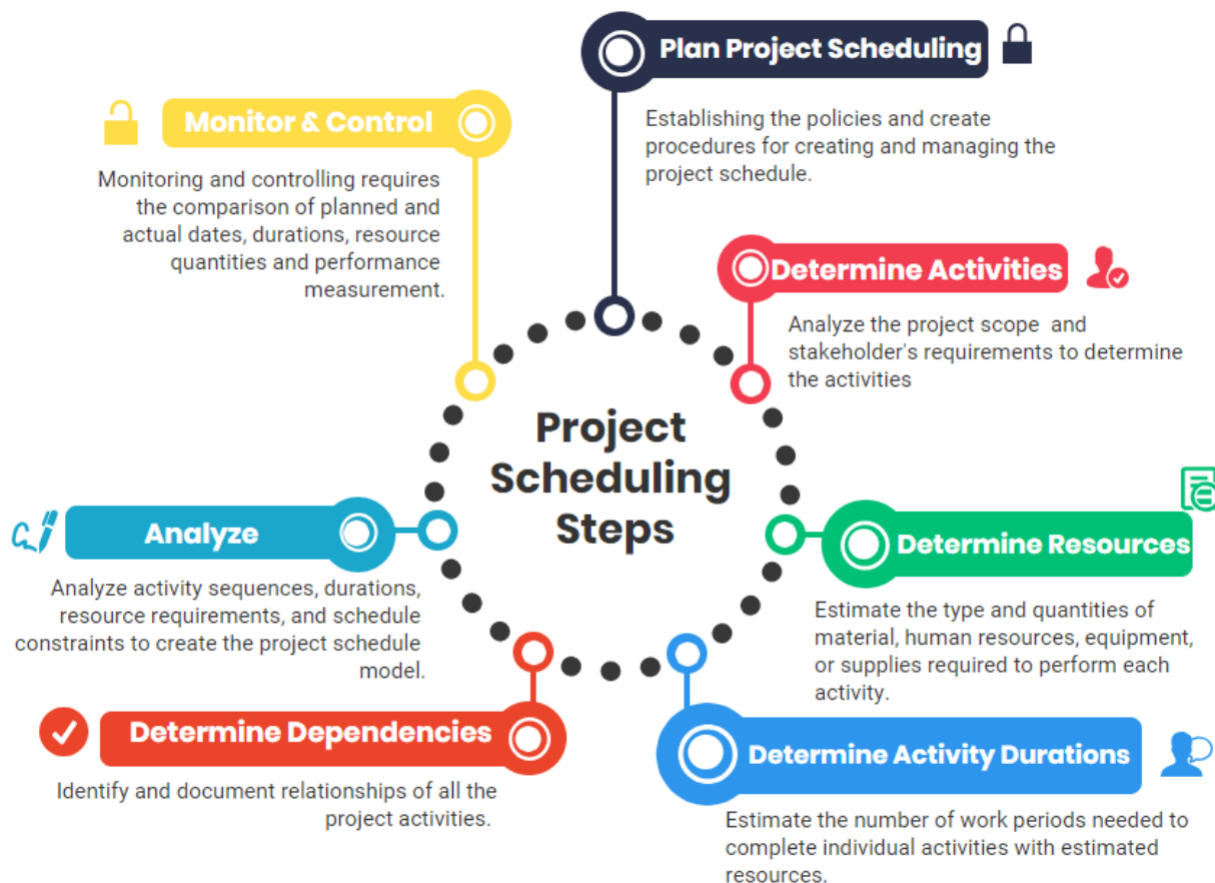 Project
Scheduling
Steps
Plan Project Scheduling
Establishing the policies and create
procedures for creating and managing the
project schedule.
Determine Activities
Analyze the project scope and
stakeholder's requirements to determine
the activities
Determine Resources
Estimate the type and quantities of
material, human resources, equipment,
or supplies required to perform each
activity.
Determine Activity Durations
Estimate the number of work periods needed to
complete individual activities with estimated
resources.
Determine Dependencies
Identify and document relationships of all the
project activities.
Analyze
Analyze activity sequences, durations,
resource requirements, and schedule
constraints to create the project schedule
model.
Monitor & Control
Monitoring and controlling requires
the comparison of planned and
actual dates, durations, resource
quantities and performance
measurement.